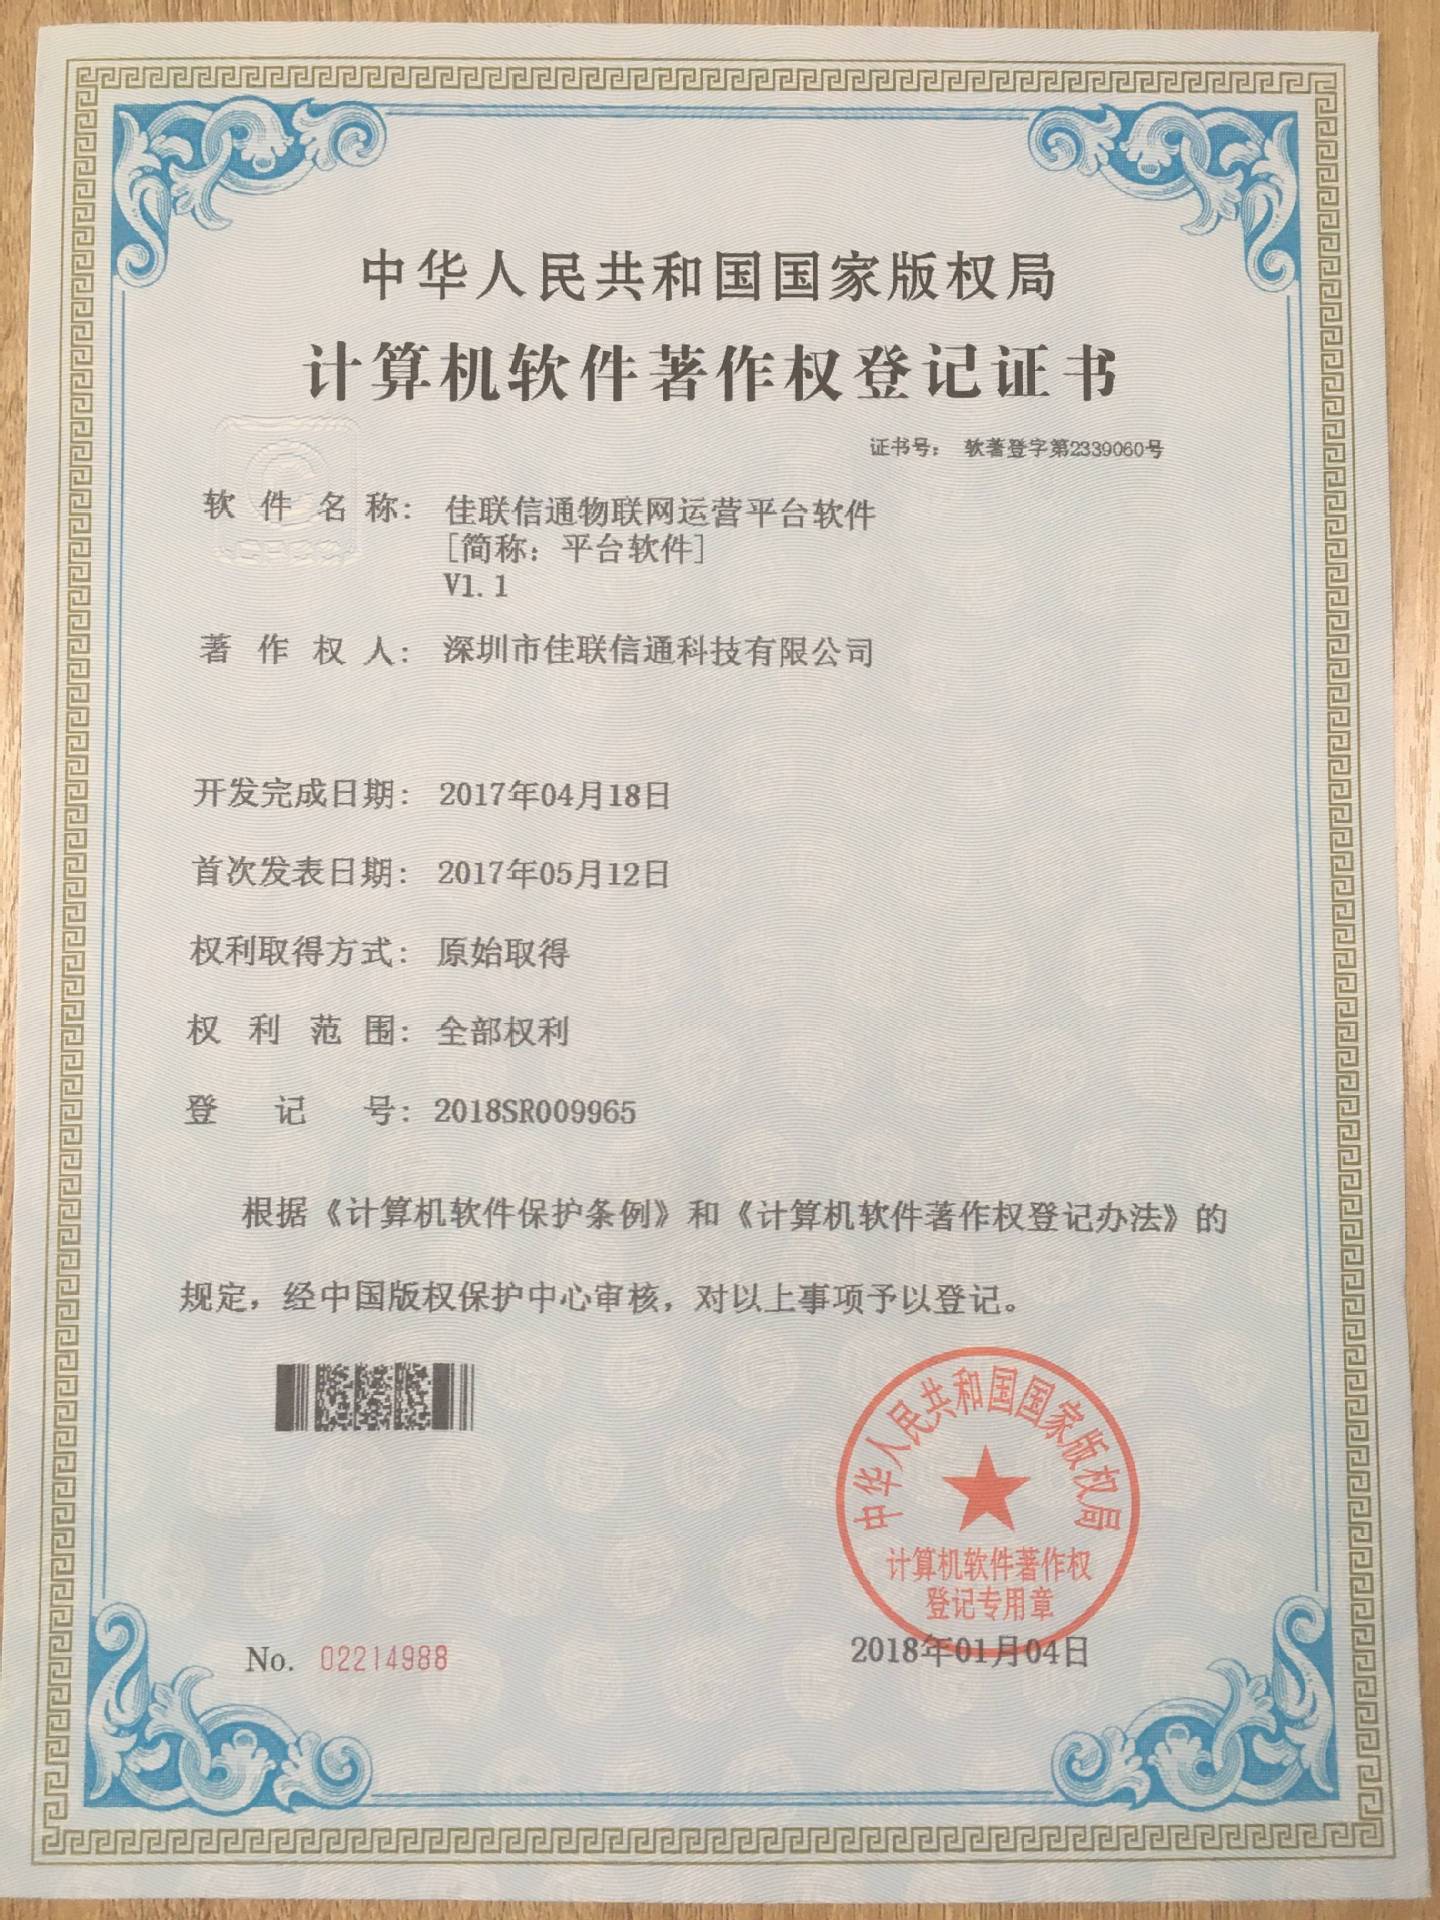 中华人民共和国国家版权局
计算机软件著作权登记证书
证书号： 软著登字第2339060号
软件名称： 佳联信通物联网运营平台软件
[简称：平台软件]
V1.1
著作权人： 深圳市佳联信通科技有限公司
开发完成日期： 2017年04月18日
首次发表日期： 2017年05月12日
权利取得方式： 原始取得
权利范围： 全部权利
登记号： 2018SR009965
根据《计算机软件保护条例》和《计算机软件著作权登记办法》的
规定，经中国版权保护中心审核，对以上事项予以登记。
中华人民共和国国家版权局
计算机软件著作权
登记专用章
No. 02214988
2018年01月04日